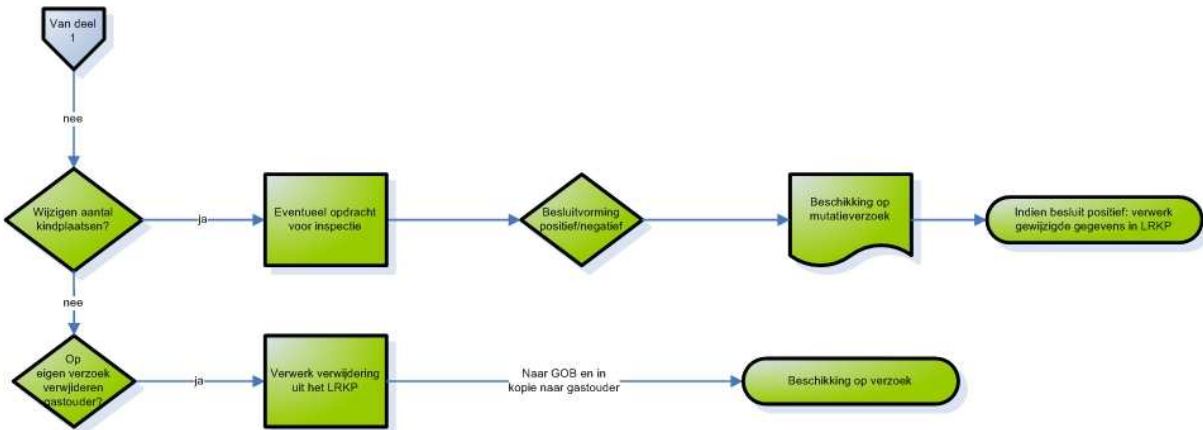 Van deel
1
nee
Wijzigen aantal
kindplaatsen?
ja
Eventueel opdracht
voor inspectie
Besluitvorming
positief/negatief
Beschikking op
mutatieverzoek
Indien besluit positief: verwerk
gewijzigde gegevens in LRKP
nee
Op
eigen verzoek
verwijderen
gastouder?
ja
Verwerk verwijdering
uit het LRKP
Naar GOB en in
kopie naar gastouder
Beschikking op verzoek